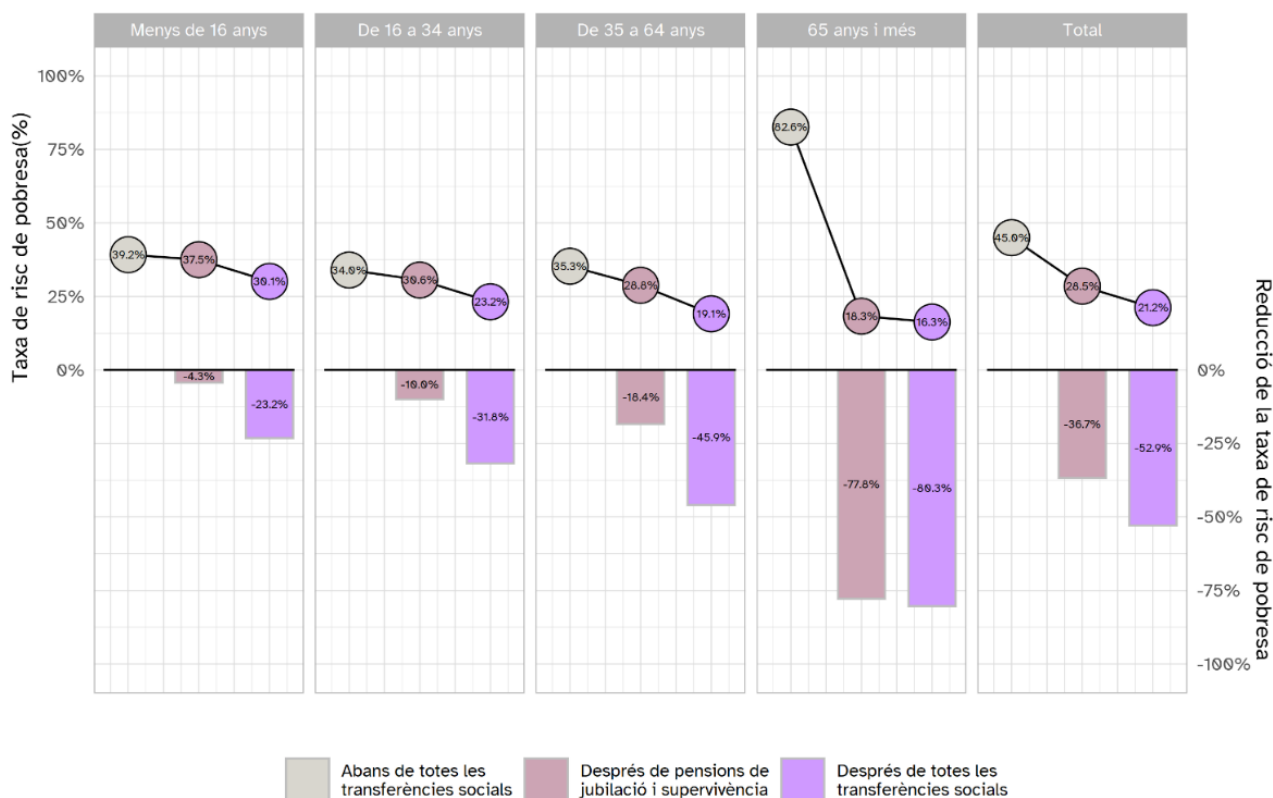 Menys de 16 anys
De 16 a 34 anys
De 35 a 64 anys
65 anys i més
Total
Taxa de risc de pobresa(%)
100%
75%
50%
25%
0%
39.2%
37.5%
30.1%
-4.3%
-23.2%
34.0%
30.6%
23.2%
-10.0%
-31.8%
35.3%
28.8%
19.1%
-18.4%
-45.9%
82.6%
18.3%
16.3%
-77.8%
-80.3%
45.0%
28.5%
21.2%
-36.7%
-52.9%
0%
-25%
-50%
-75%
-100%
Reducció de la taxa de risc de pobresa
Abans de totes les
transferències socials
Després de pensions de
jubilació i supervivència
Després de totes les
transferències socials